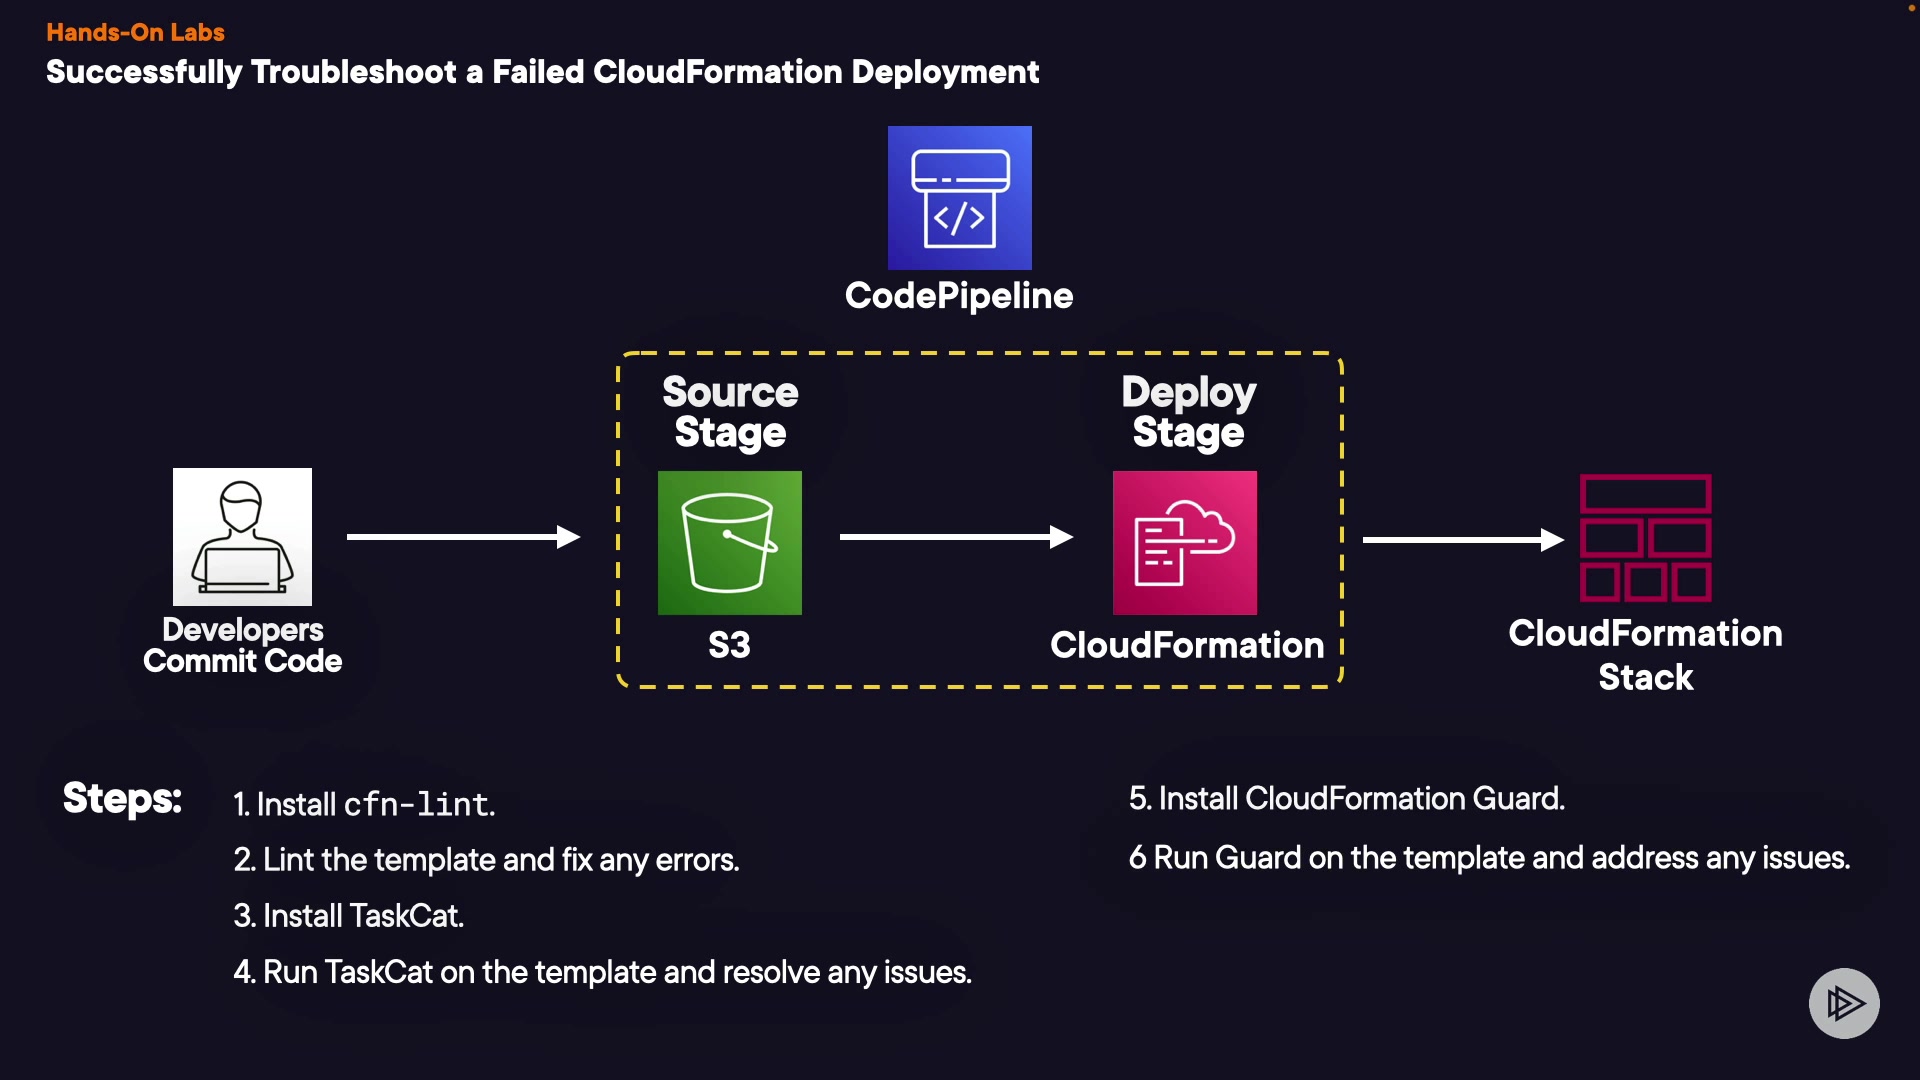 Hands-On Labs
Successfully Troubleshoot a Failed CloudFormation Deployment
CodePipeline
Source
Stage
Deploy
Stage
S3
CloudFormation
Developers
Commit Code
CloudFormation
Stack
Steps:
1. Install cfn-lint.
2. Lint the template and fix any errors.
3. Install TaskCat.
4. Run TaskCat on the template and resolve any issues.
5. Install CloudFormation Guard.
6 Run Guard on the template and address any issues.